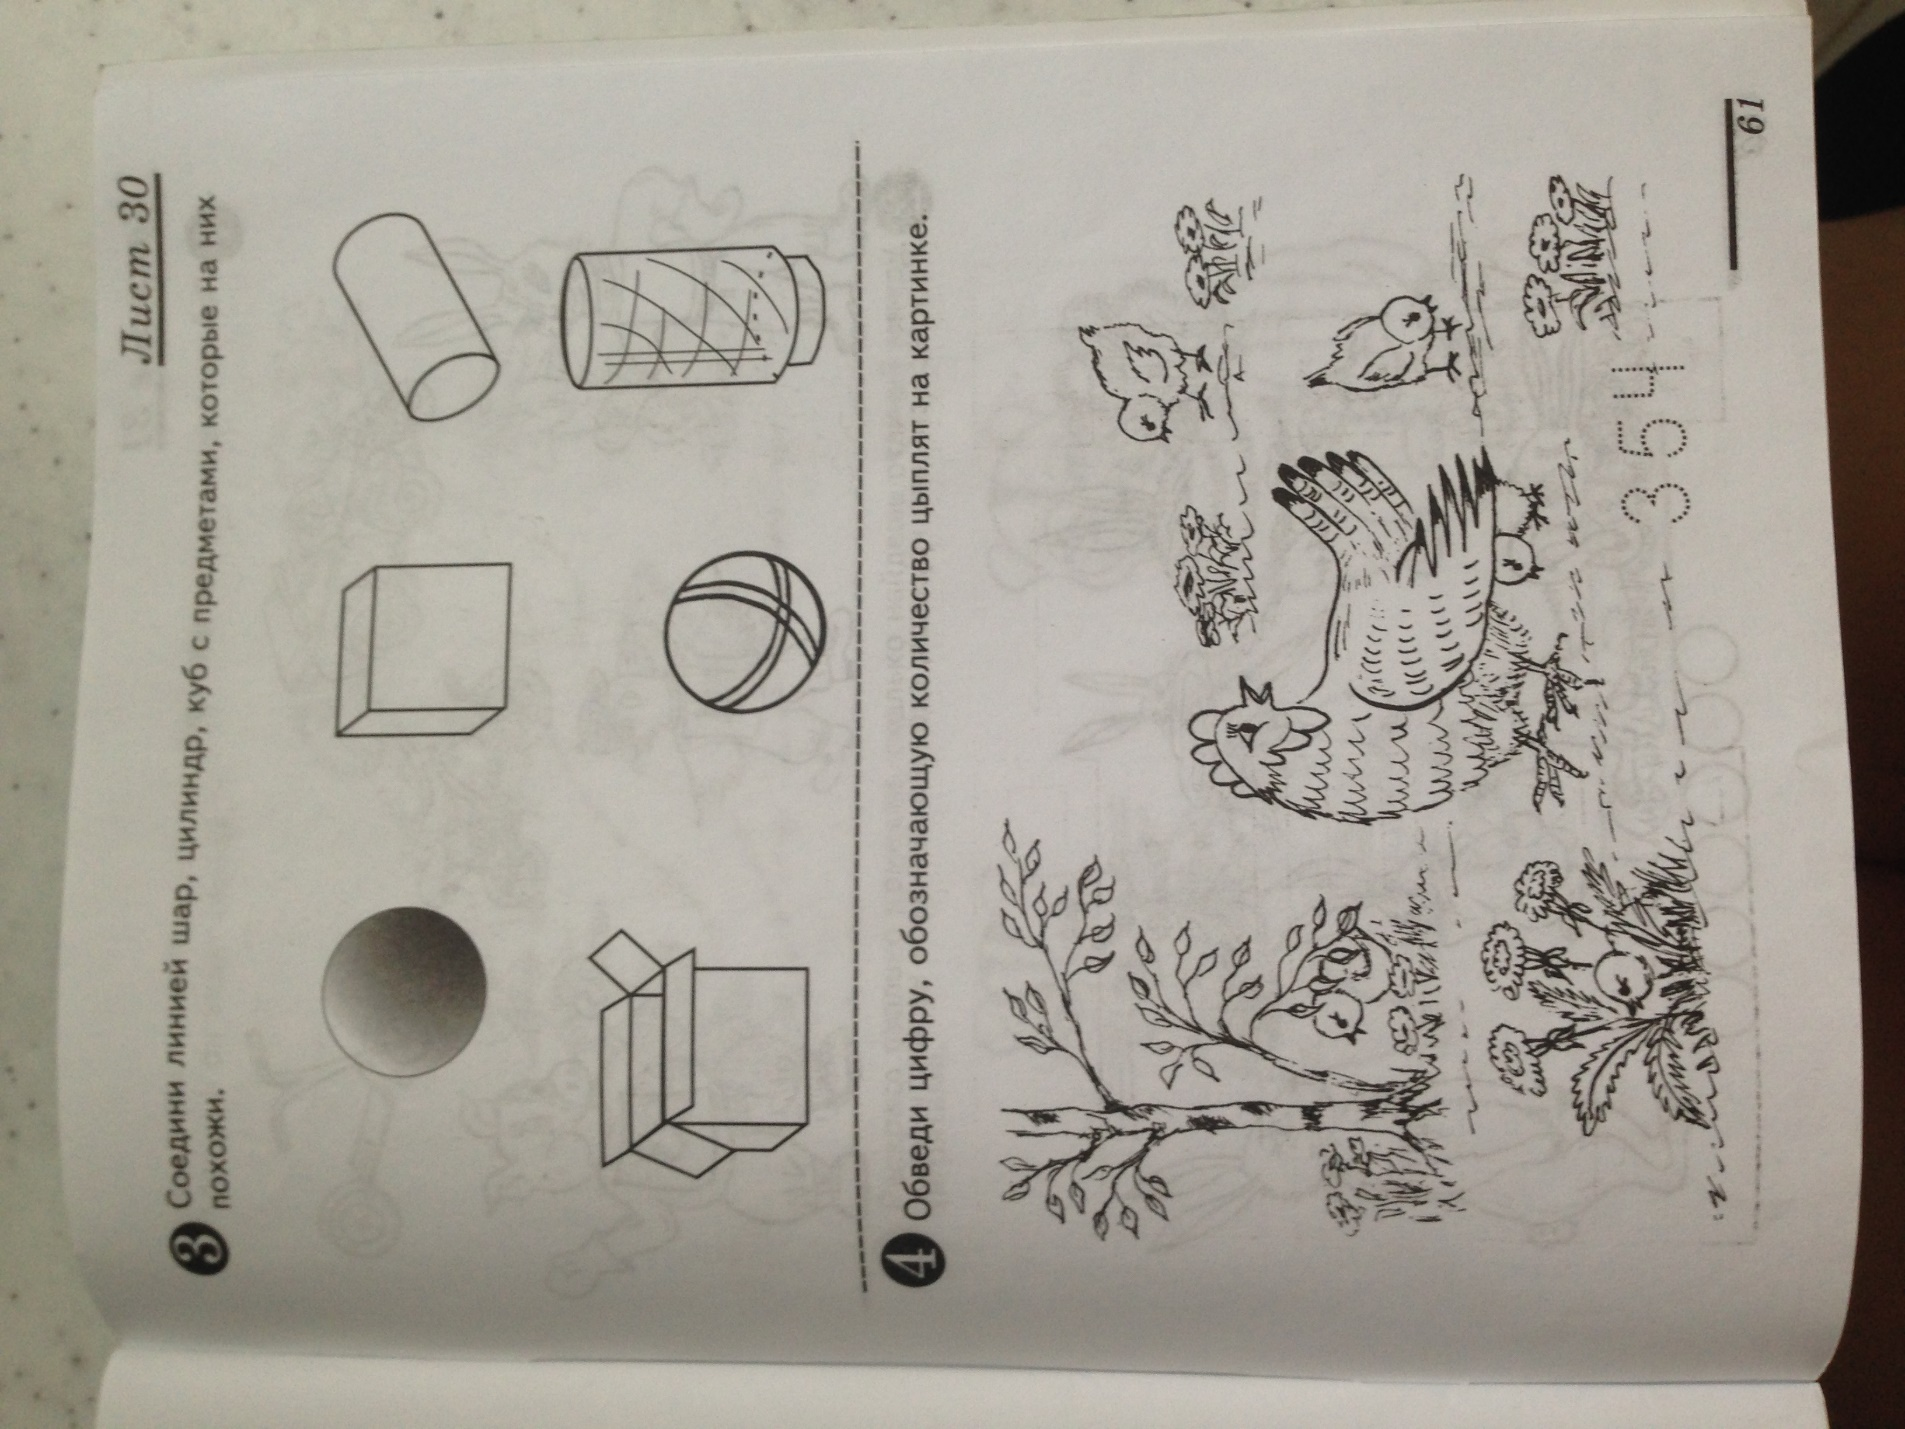 Лист 30
3 Соедини линией шар, цилиндр, куб с предметами, которые на них
похожи.
4 Обведи цифру, обозначающую количество цыплят на картинке.
3 5 4
61